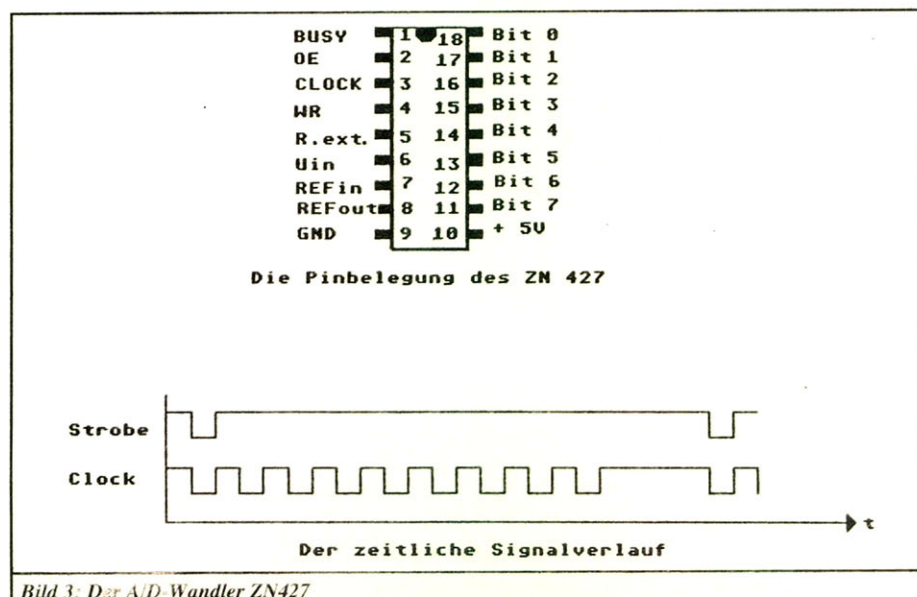 BUSY 1 18 Bit 0
OE 2 17 Bit 1
CLOCK 3 16 Bit 2
WR 4 15 Bit 3
R.ext. 5 14 Bit 4
Uin 6 13 Bit 5
REFin 7 12 Bit 6
REFout 8 11 Bit 7
GND 9 10 + 5V
Die Pinbelegung des ZN 427
Strobe
Clock
t
Der zeitliche Signalverlauf
Bild 3: Der A/D-Wandler ZN427